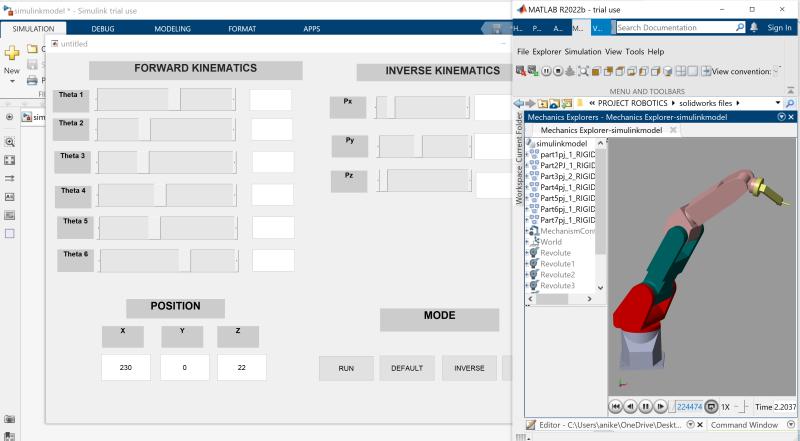 simulinkmodel * - Simulink trial use
SIMULATION DEBUG MODELING FORMAT APPS
New
untitled
FORWARD KINEMATICS
Theta 1
Theta 2
Theta 3
Theta 4
Theta 5
Theta 6
INVERSE KINEMATICS
Px
Py
Pz
POSITION
X Y Z
230 0 22
MODE
RUN DEFAULT INVERSE
MATLAB R2022b - trial use
H... P... A... M... V... Search Documentation Sign In
File Explorer Simulation View Tools Help
View convention:
MENU AND TOOLBARS
« PROJECT ROBOTICS › solidworks files ›
Current Folder
Workspace
Mechanics Explorers - Mechanics Explorer-simulinkmodel
Mechanics Explorer-simulinkmodel
simulinkmodel
part1pj_1_RIGID
Part2PJ_1_RIGID
Part3pj_2_RIGID
Part4pj_1_RIGID
Part5pj_1_RIGID
Part6pj_1_RIGID
Part7pj_1_RIGID
MechanismCont
World
Revolute
Revolute1
Revolute2
Revolute3
224474 1X Time 2.2037
Editor - C:\Users\anike\OneDrive\Deskt... Command Window